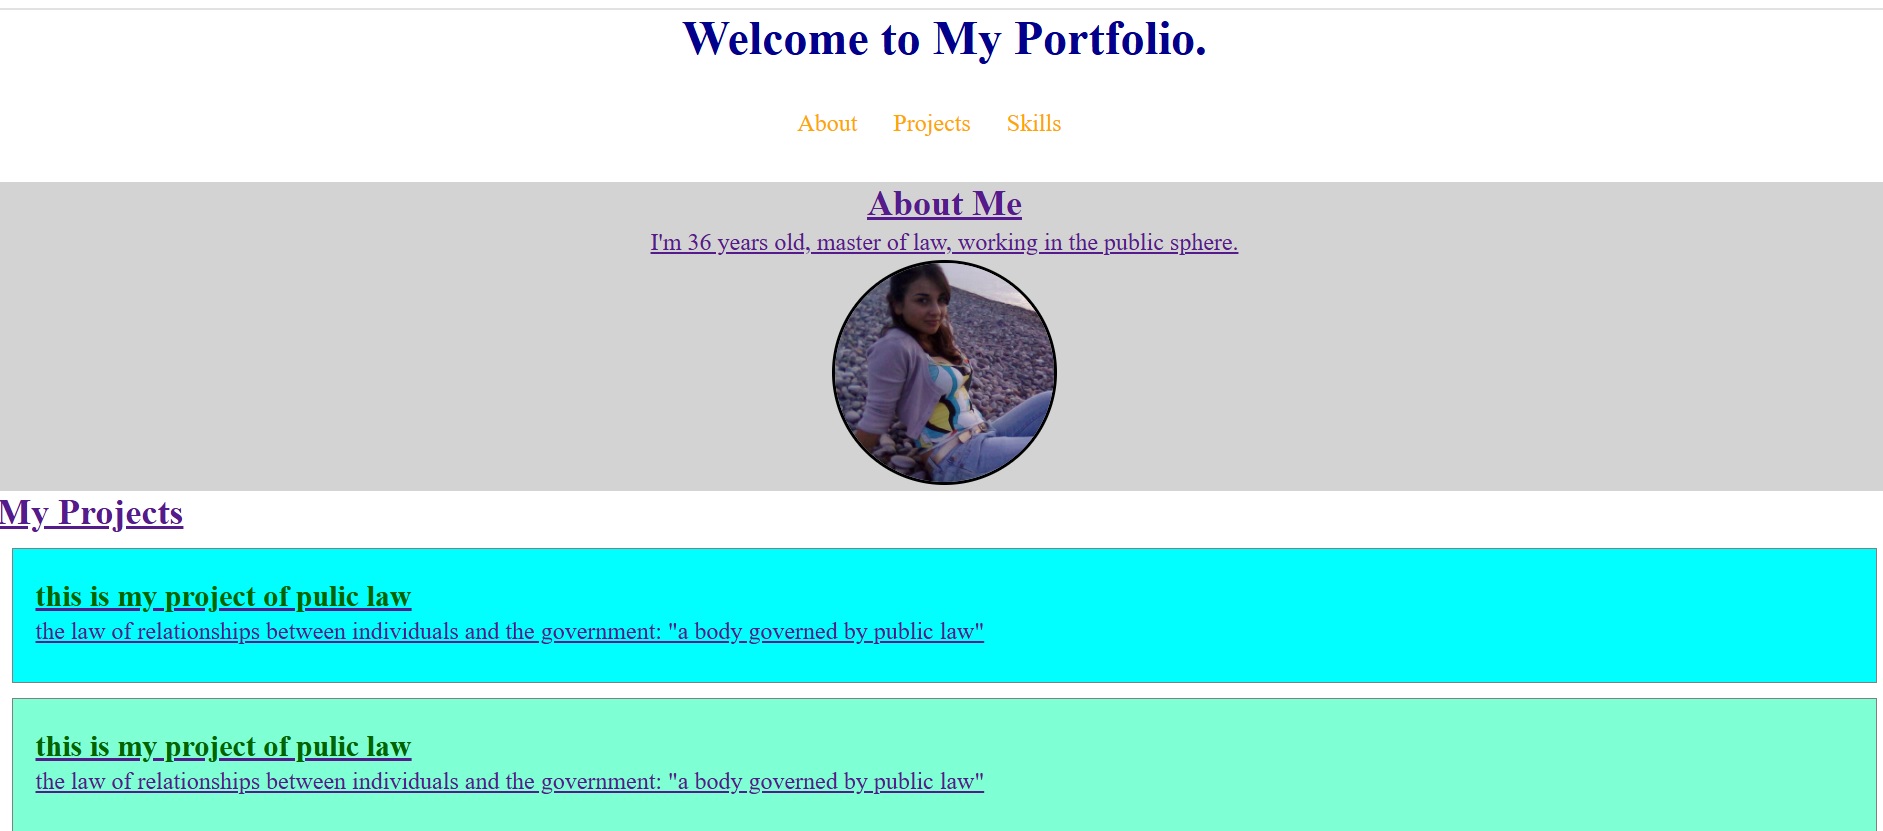 Welcome to My Portfolio.
About Projects Skills
About Me
I'm 36 years old, master of law, working in the public sphere.
My Projects
this is my project of pulic law
the law of relationships between individuals and the government: "a body governed by public law"
this is my project of pulic law
the law of relationships between individuals and the government: "a body governed by public law"